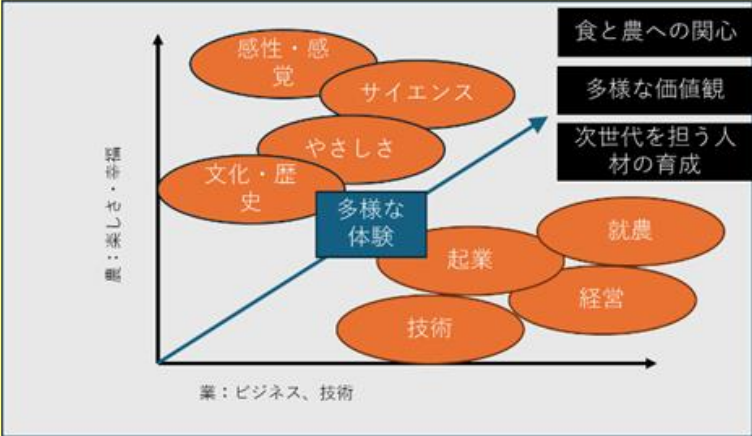 食と農への関心
多様な価値観
次世代を担う人
材の育成
感性・感
覚
サイエンス
やさしさ
文化・歴
史
多様な
体験
就農
起業
経営
技術
農：楽しさ・幸福
業：ビジネス、技術